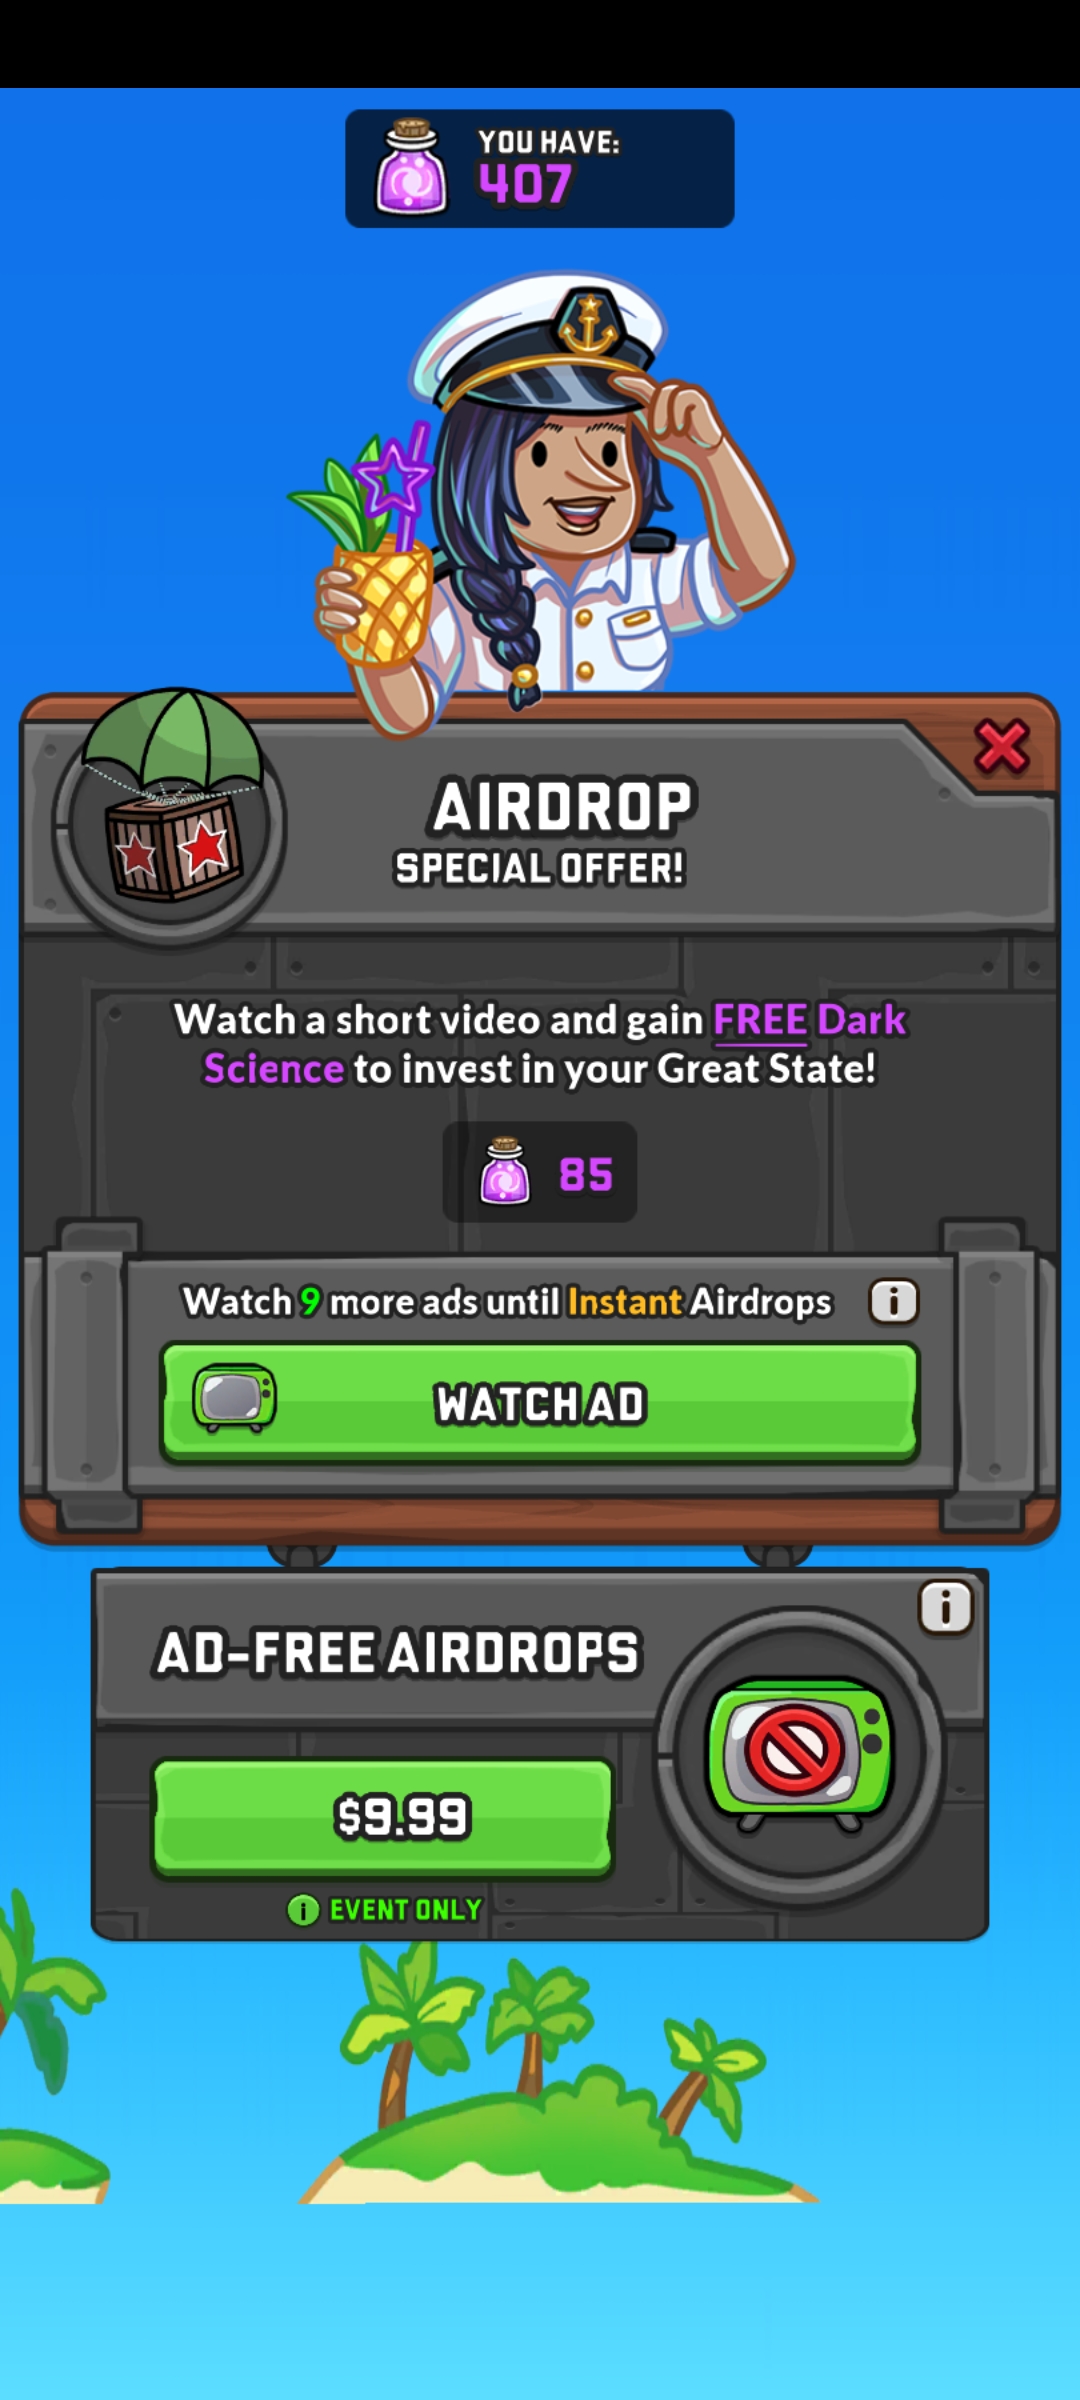 YOU HAVE:
407
AIRDROP
SPECIAL OFFER!
Watch a short video and gain FREE Dark
Science to invest in your Great State!
85
Watch 9 more ads until Instant Airdrops
i
WATCH AD
i
AD-FREE AIRDROPS
$9.99
i EVENT ONLY